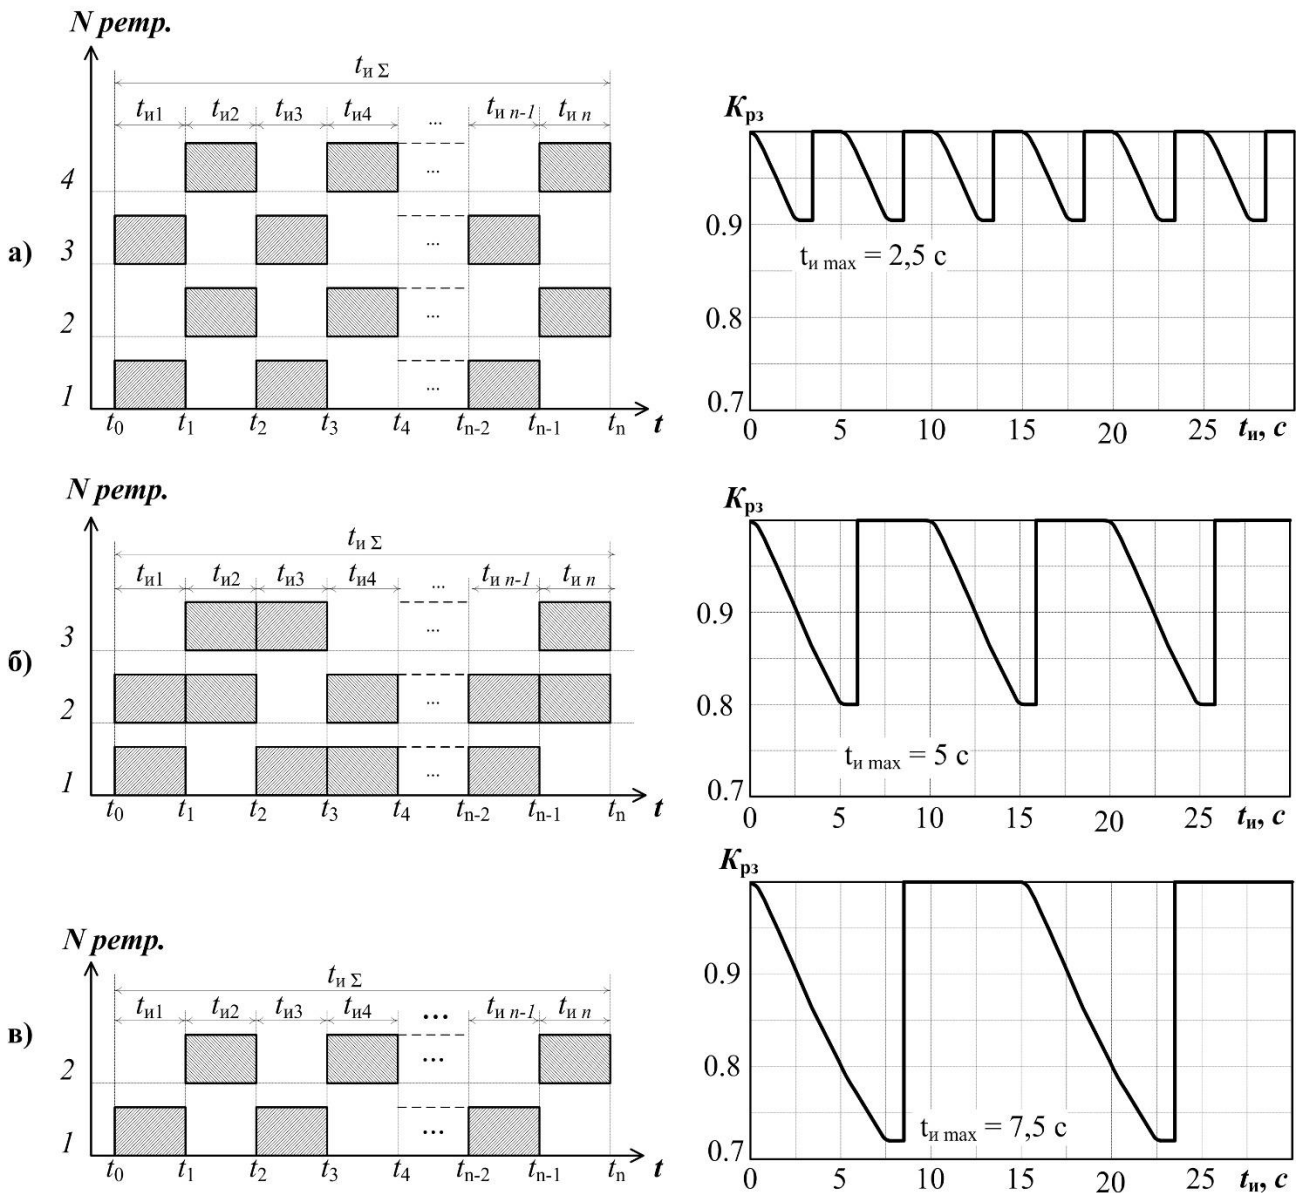 N ретр.
t и Σ
t и1 t и2 t и3 t и4 ... t и n-1 t и n
4 ...
3 ...
а)
2 ...
1 ...
t0 t1 t2 t3 t4 tn-2 tn-1 tn t
Kрз
0.9
tи max = 2,5 с
0.8
0.7
0 5 10 15 20 25 tи, с
N ретр.
t и Σ
t и1 t и2 t и3 t и4 ... t и n-1 t и n
3 ...
б)
2 ...
1 ...
t0 t1 t2 t3 t4 tn-2 tn-1 tn t
Kрз
0.9
0.8
tи max = 5 с
0.7
0 5 10 15 20 25 tи, с
N ретр.
t и Σ
t и1 t и2 t и3 t и4 ... t и n-1 t и n
в)
2 ...
1 ...
t0 t1 t2 t3 t4 tn-2 tn-1 tn t
Kрз
0.9
0.8
tи max = 7,5 с
0.7
0 5 10 15 20 25 tи, с